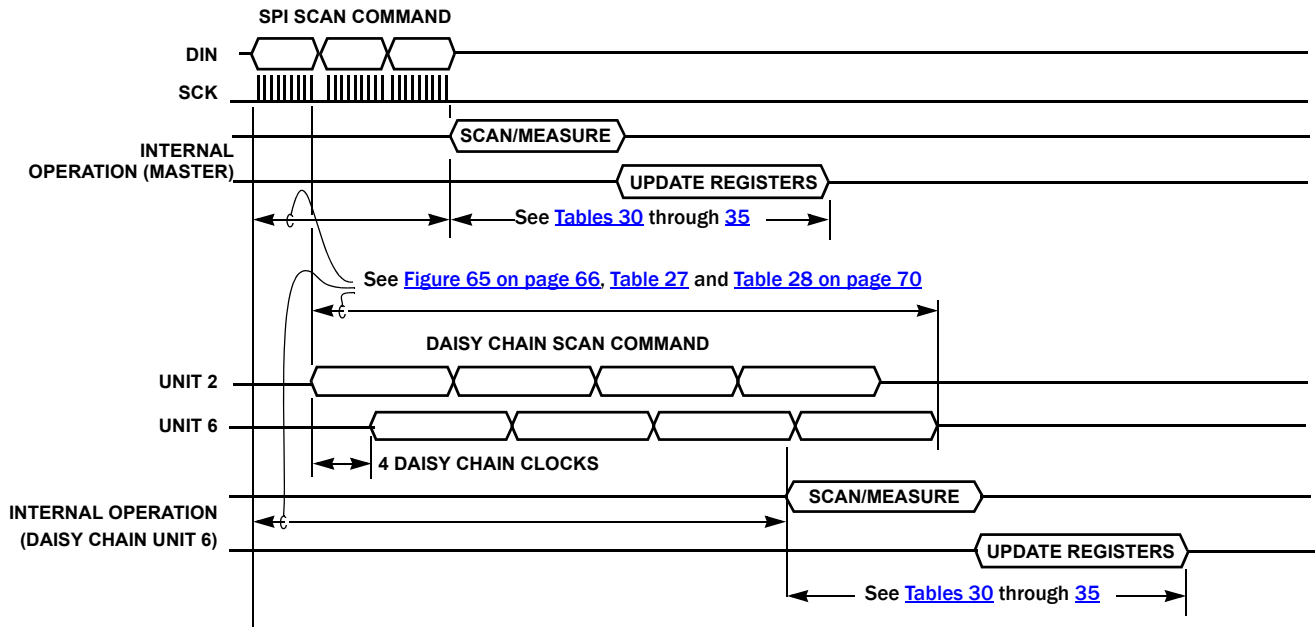 SPI SCAN COMMAND
DIN
SCK
SCAN/MEASURE
INTERNAL
OPERATION (MASTER)
UPDATE REGISTERS
See Tables 30 through 35
See Figure 65 on page 66, Table 27 and Table 28 on page 70
DAISY CHAIN SCAN COMMAND
UNIT 2
UNIT 6
4 DAISY CHAIN CLOCKS
SCAN/MEASURE
INTERNAL OPERATION
(DAISY CHAIN UNIT 6)
UPDATE REGISTERS
See Tables 30 through 35